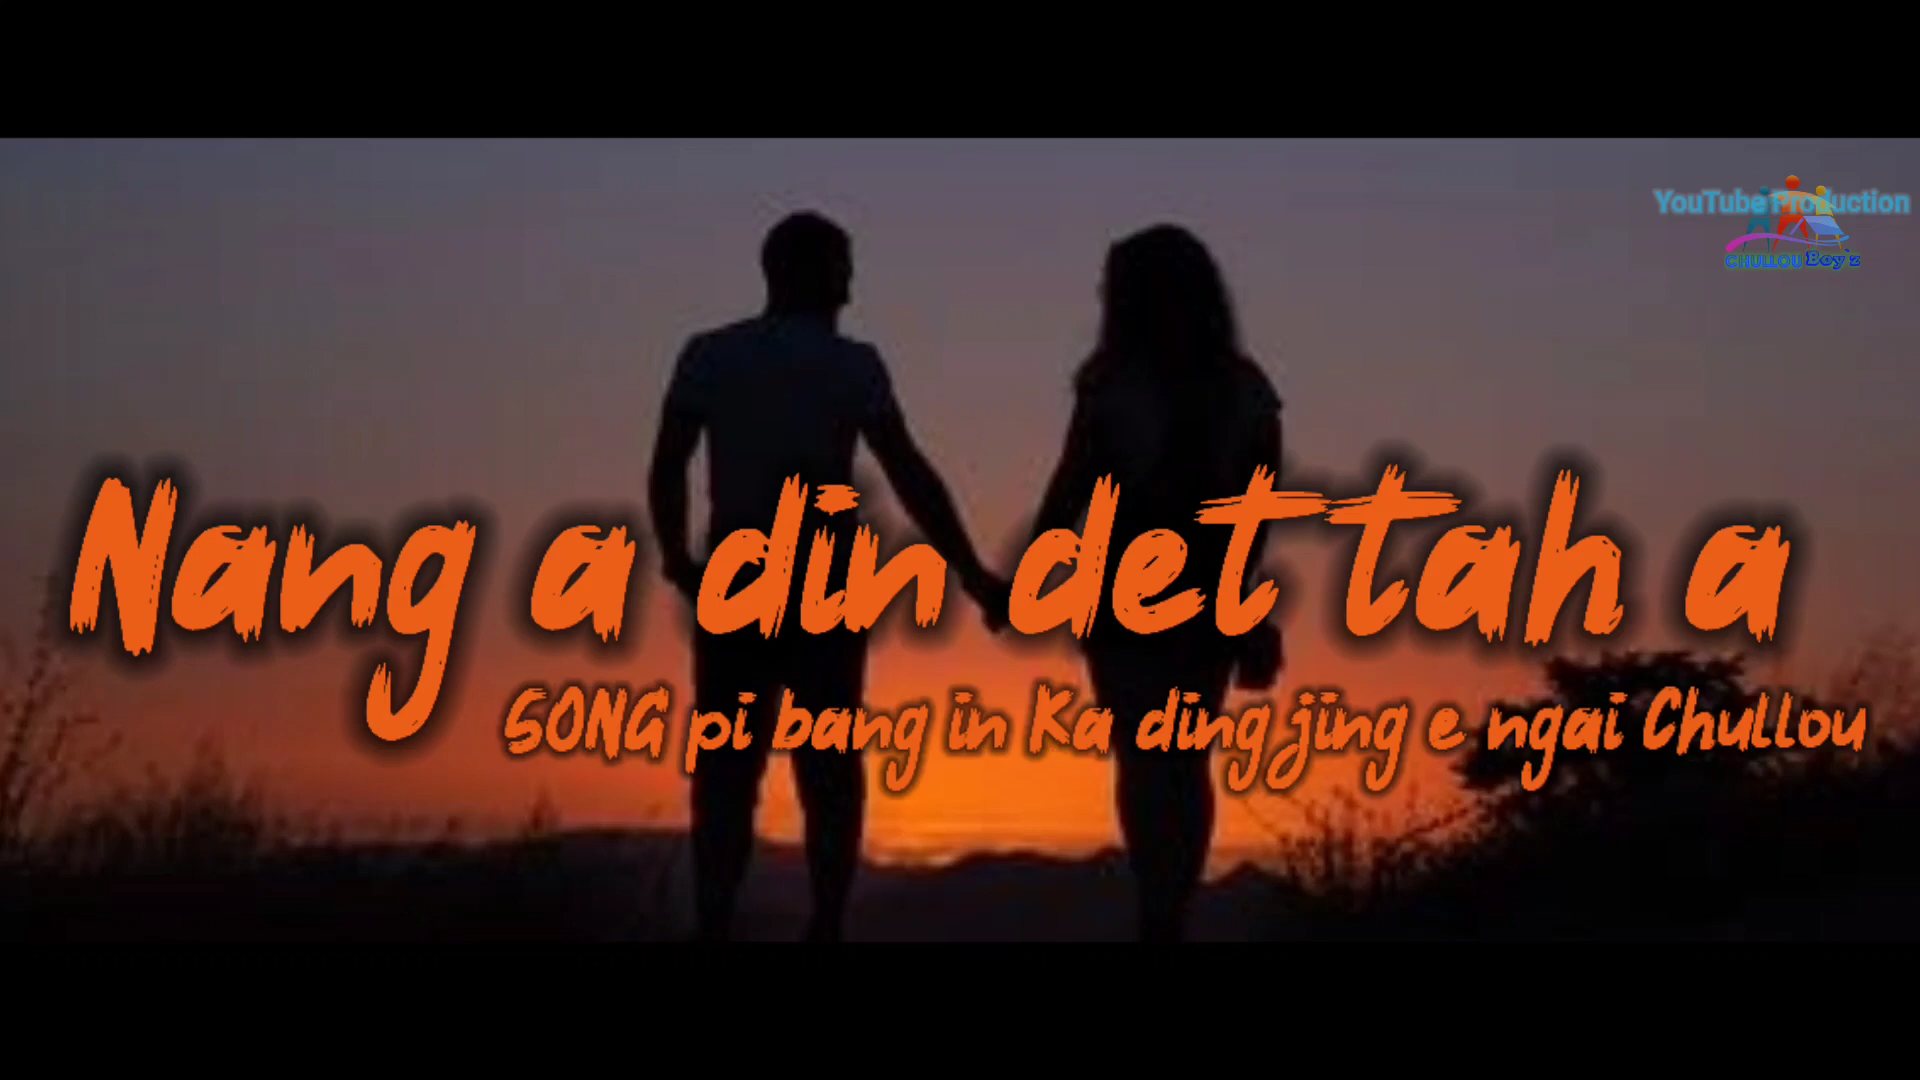 YouTube Production
CHULLOU Boy'z
Nang a din det tah a
SONG pi bang in Ka ding jing e ngai Chullou